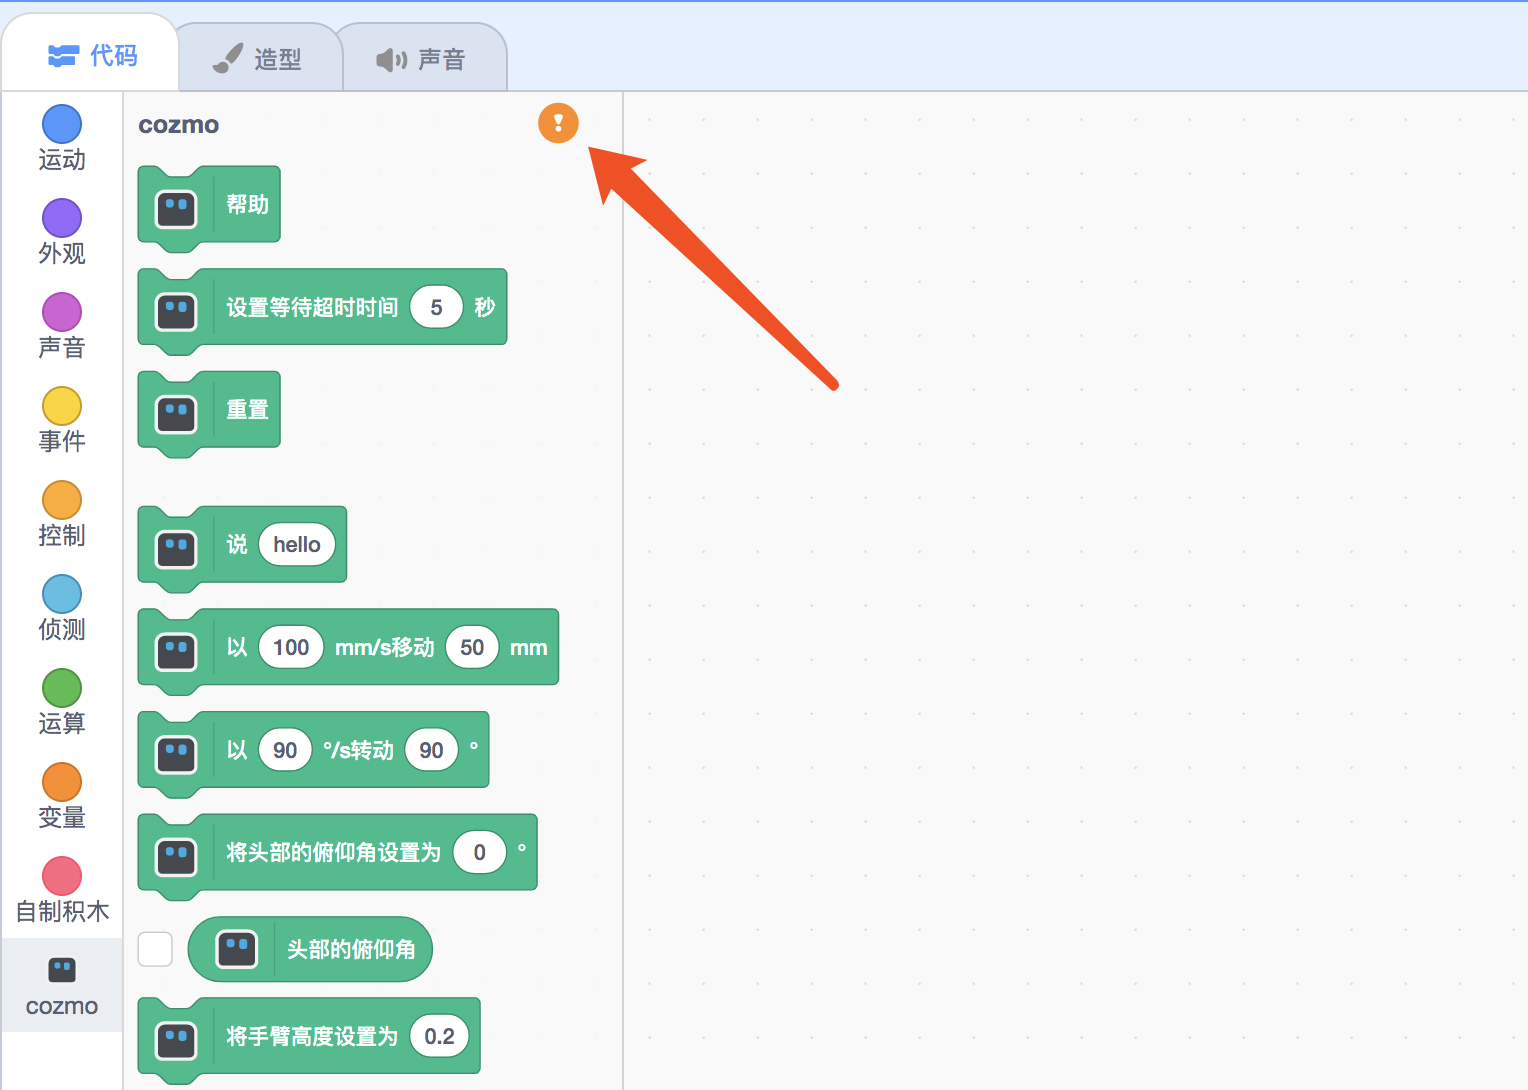 代码
造型
声音
运动
外观
声音
事件
控制
侦测
运算
变量
自制积木
cozmo
cozmo
!
帮助
设置等待超时时间 5 秒
重置
说 hello
以 100 mm/s移动 50 mm
以 90 °/s转动 90 °
将头部的俯仰角设置为 0 °
头部的俯仰角
将手臂高度设置为 0.2